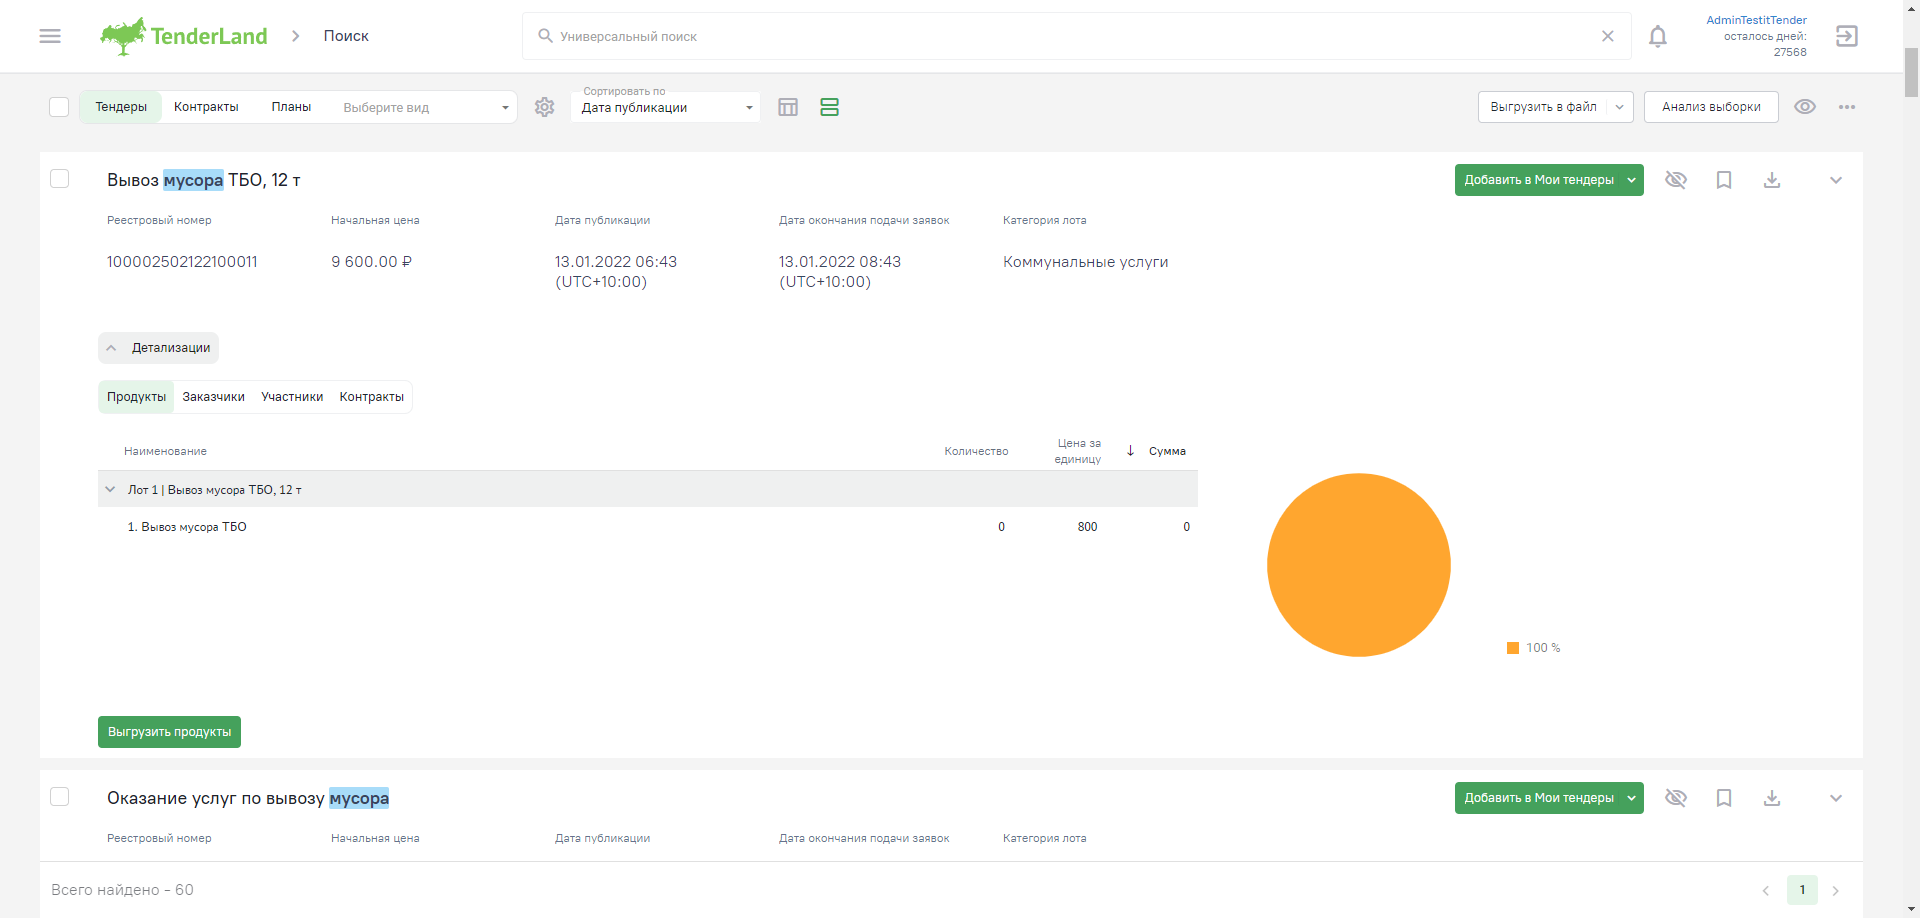 TenderLand
Поиск
Универсальный поиск
AdminTestitTender
осталось дней:
27568
Тендеры
Контракты
Планы
Выберите вид
Сортировать по
Дата публикации
Выгрузить в файл
Анализ выборки
Вывоз мусора ТБО, 12 т
Добавить в Мои тендеры
Реестровый номер
Начальная цена
Дата публикации
Дата окончания подачи заявок
Категория лота
100002502122100011
9 600.00 ₽
13.01.2022 06:43
(UTC+10:00)
13.01.2022 08:43
(UTC+10:00)
Коммунальные услуги
Детализации
Продукты
Заказчики
Участники
Контракты
Наименование
Количество
Цена за
единицу
Сумма
Лот 1 | Вывоз мусора ТБО, 12 т
1. Вывоз мусора ТБО
0
800
0
100 %
Выгрузить продукты
Оказание услуг по вывозу мусора
Добавить в Мои тендеры
Реестровый номер
Начальная цена
Дата публикации
Дата окончания подачи заявок
Категория лота
Всего найдено - 60
1